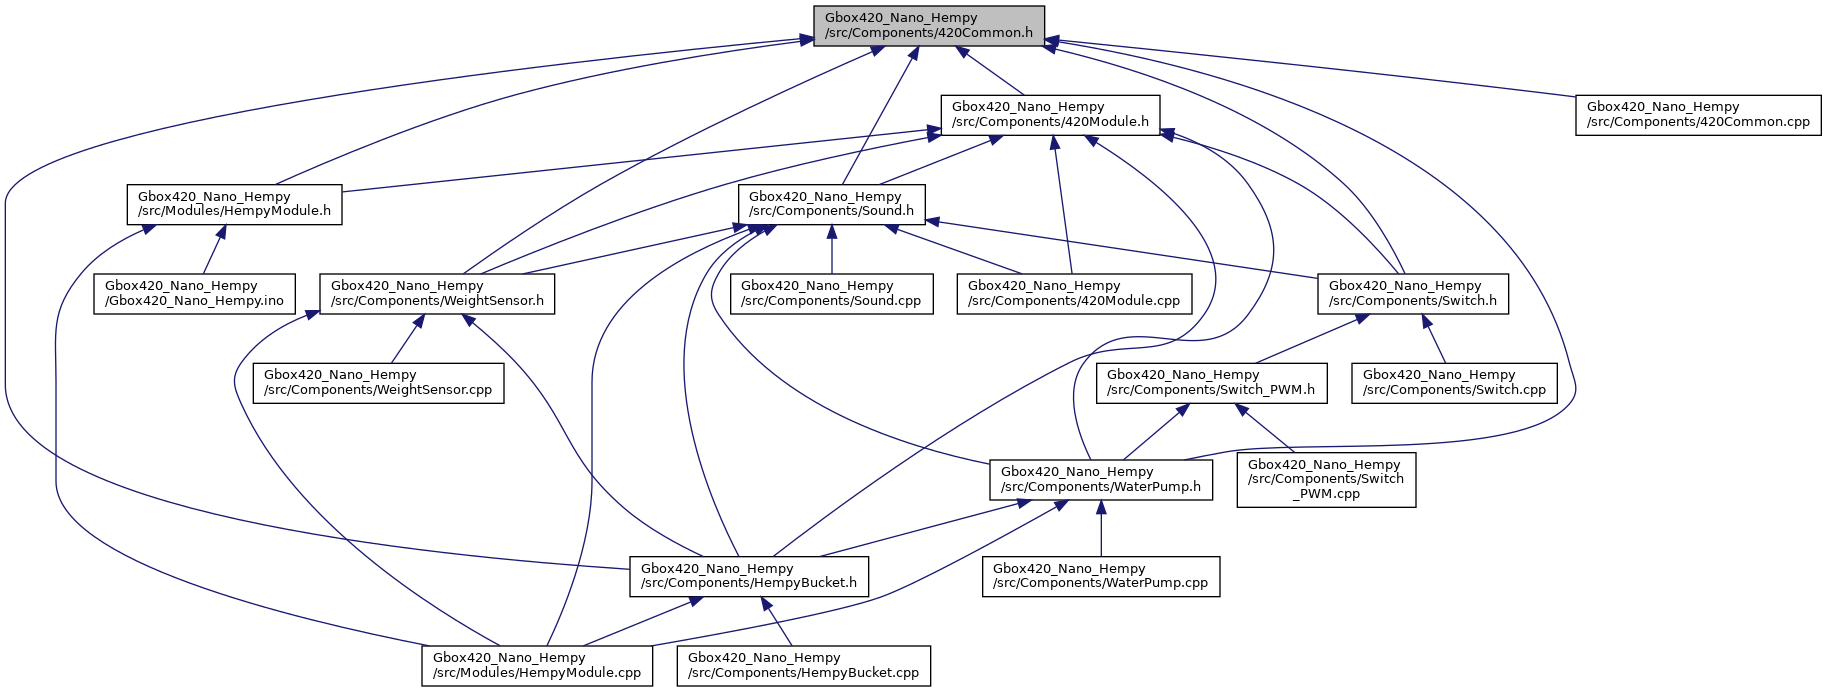 Gbox420_Nano_Hempy
/src/Components/420Common.h
Gbox420_Nano_Hempy
/src/Components/420Module.h
Gbox420_Nano_Hempy
/src/Components/420Common.cpp
Gbox420_Nano_Hempy
/src/Modules/HempyModule.h
Gbox420_Nano_Hempy
/src/Components/Sound.h
Gbox420_Nano_Hempy
/Gbox420_Nano_Hempy.ino
Gbox420_Nano_Hempy
/src/Components/WeightSensor.h
Gbox420_Nano_Hempy
/src/Components/Sound.cpp
Gbox420_Nano_Hempy
/src/Components/420Module.cpp
Gbox420_Nano_Hempy
/src/Components/Switch.h
Gbox420_Nano_Hempy
/src/Components/WeightSensor.cpp
Gbox420_Nano_Hempy
/src/Components/Switch_PWM.h
Gbox420_Nano_Hempy
/src/Components/Switch.cpp
Gbox420_Nano_Hempy
/src/Components/WaterPump.h
Gbox420_Nano_Hempy
/src/Components/Switch
_PWM.cpp
Gbox420_Nano_Hempy
/src/Components/HempyBucket.h
Gbox420_Nano_Hempy
/src/Components/WaterPump.cpp
Gbox420_Nano_Hempy
/src/Modules/HempyModule.cpp
Gbox420_Nano_Hempy
/src/Components/HempyBucket.cpp